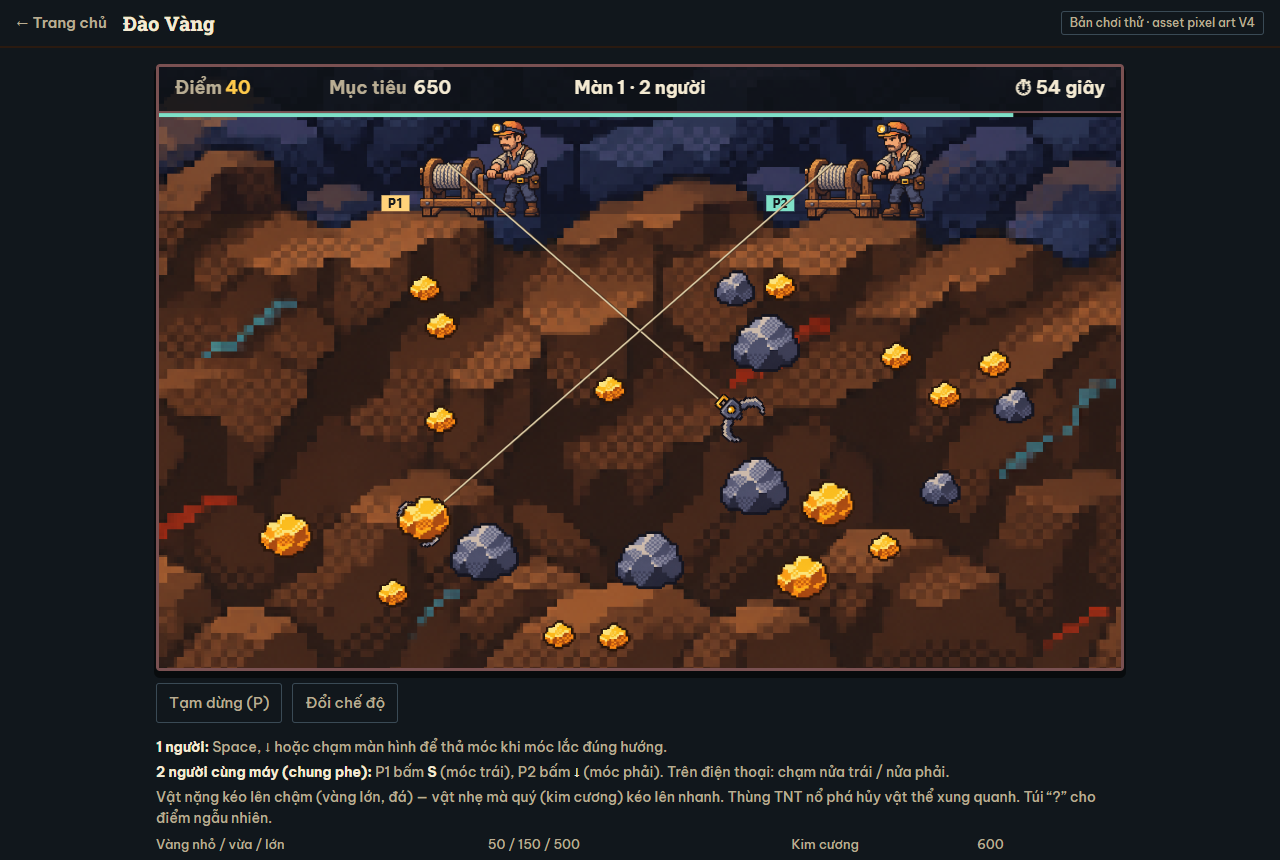 ← Trang chủ Đào Vàng Bản chơi thử · asset pixel art V4
Điểm 40 Mục tiêu 650 Màn 1 · 2 người ⏱ 54 giây
P1 P2
Tạm dừng (P) Đổi chế độ
1 người: Space, ↓ hoặc chạm màn hình để thả móc khi móc lắc đúng hướng.
2 người cùng máy (chung phe): P1 bấm S (móc trái), P2 bấm ↓ (móc phải). Trên điện thoại: chạm nửa trái / nửa phải.
Vật nặng kéo lên chậm (vàng lớn, đá) — vật nhẹ mà quý (kim cương) kéo lên nhanh. Thùng TNT nổ phá hủy vật thể xung quanh. Túi “?” cho
điểm ngẫu nhiên.
Vàng nhỏ / vừa / lớn 50 / 150 / 500 Kim cương 600